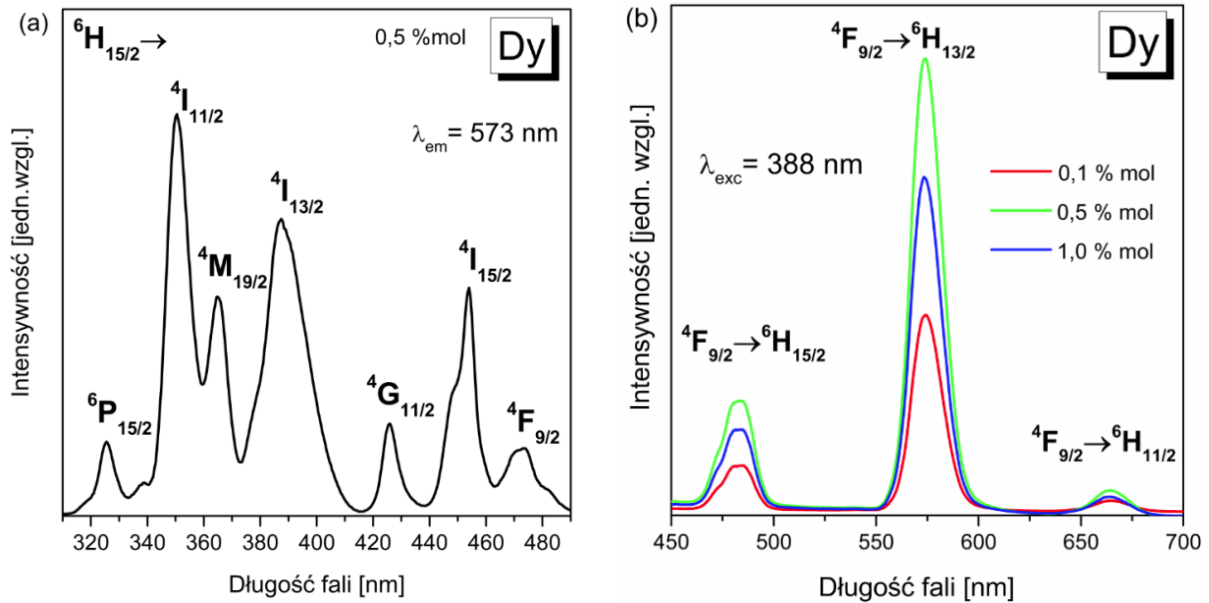 (a)
⁶H₁₅/₂→
0,5 %mol
Dy
⁴I₁₁/₂
λem= 573 nm
⁴I₁₃/₂
⁴M₁₉/₂
⁴I₁₅/₂
⁶P₁₅/₂
⁴G₁₁/₂
⁴F₉/₂
Intensywność [jedn.wzgl.]
320 340 360 380 400 420 440 460 480
Długość fali [nm]
(b)
⁴F₉/₂→⁶H₁₃/₂
Dy
λexc= 388 nm
0,1 % mol
0,5 % mol
1,0 % mol
⁴F₉/₂→⁶H₁₅/₂
⁴F₉/₂→⁶H₁₁/₂
Intensywność [jedn. wzgl.]
450 500 550 600 650 700
Długość fali [nm]